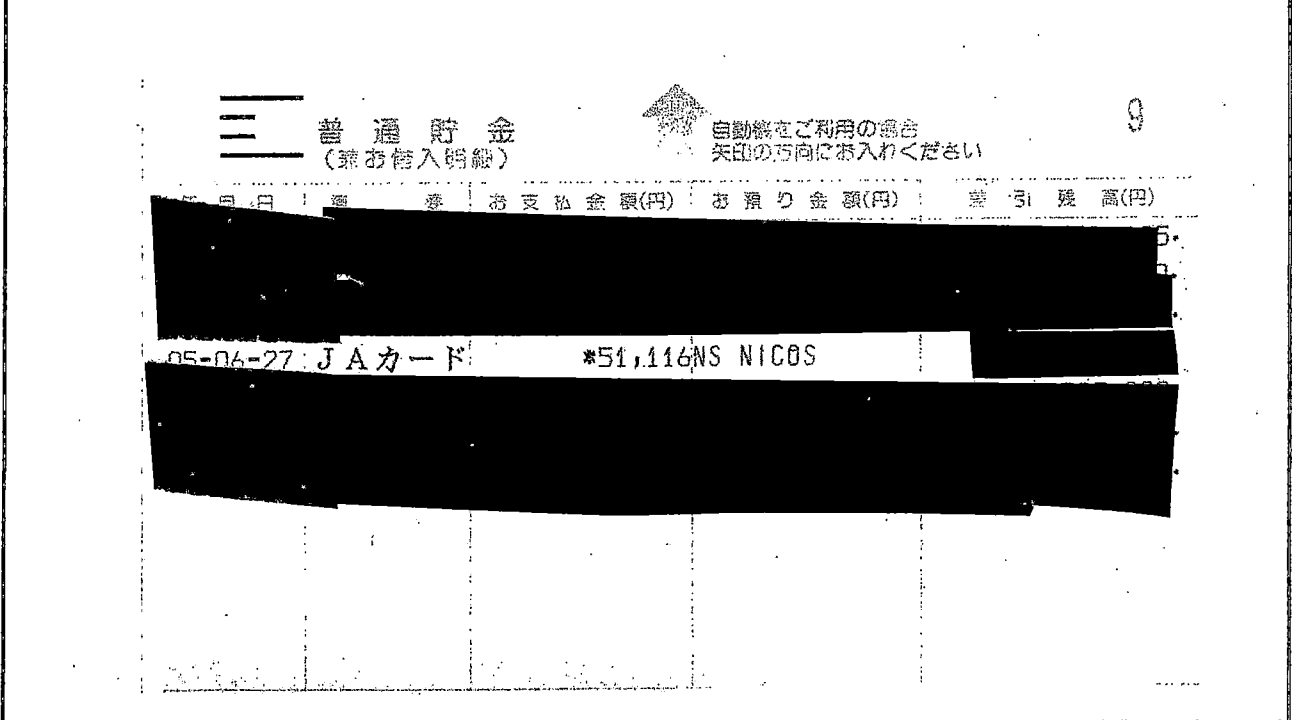 9
普通貯金
(兼お借入明細)
自動機をご利用の場合
矢印の方向にお入れください
年月日 摘要 お支払金額(円) お預り金額(円) 差引残高(円)
05-06-27 JAカード *51,116 NS NICOS